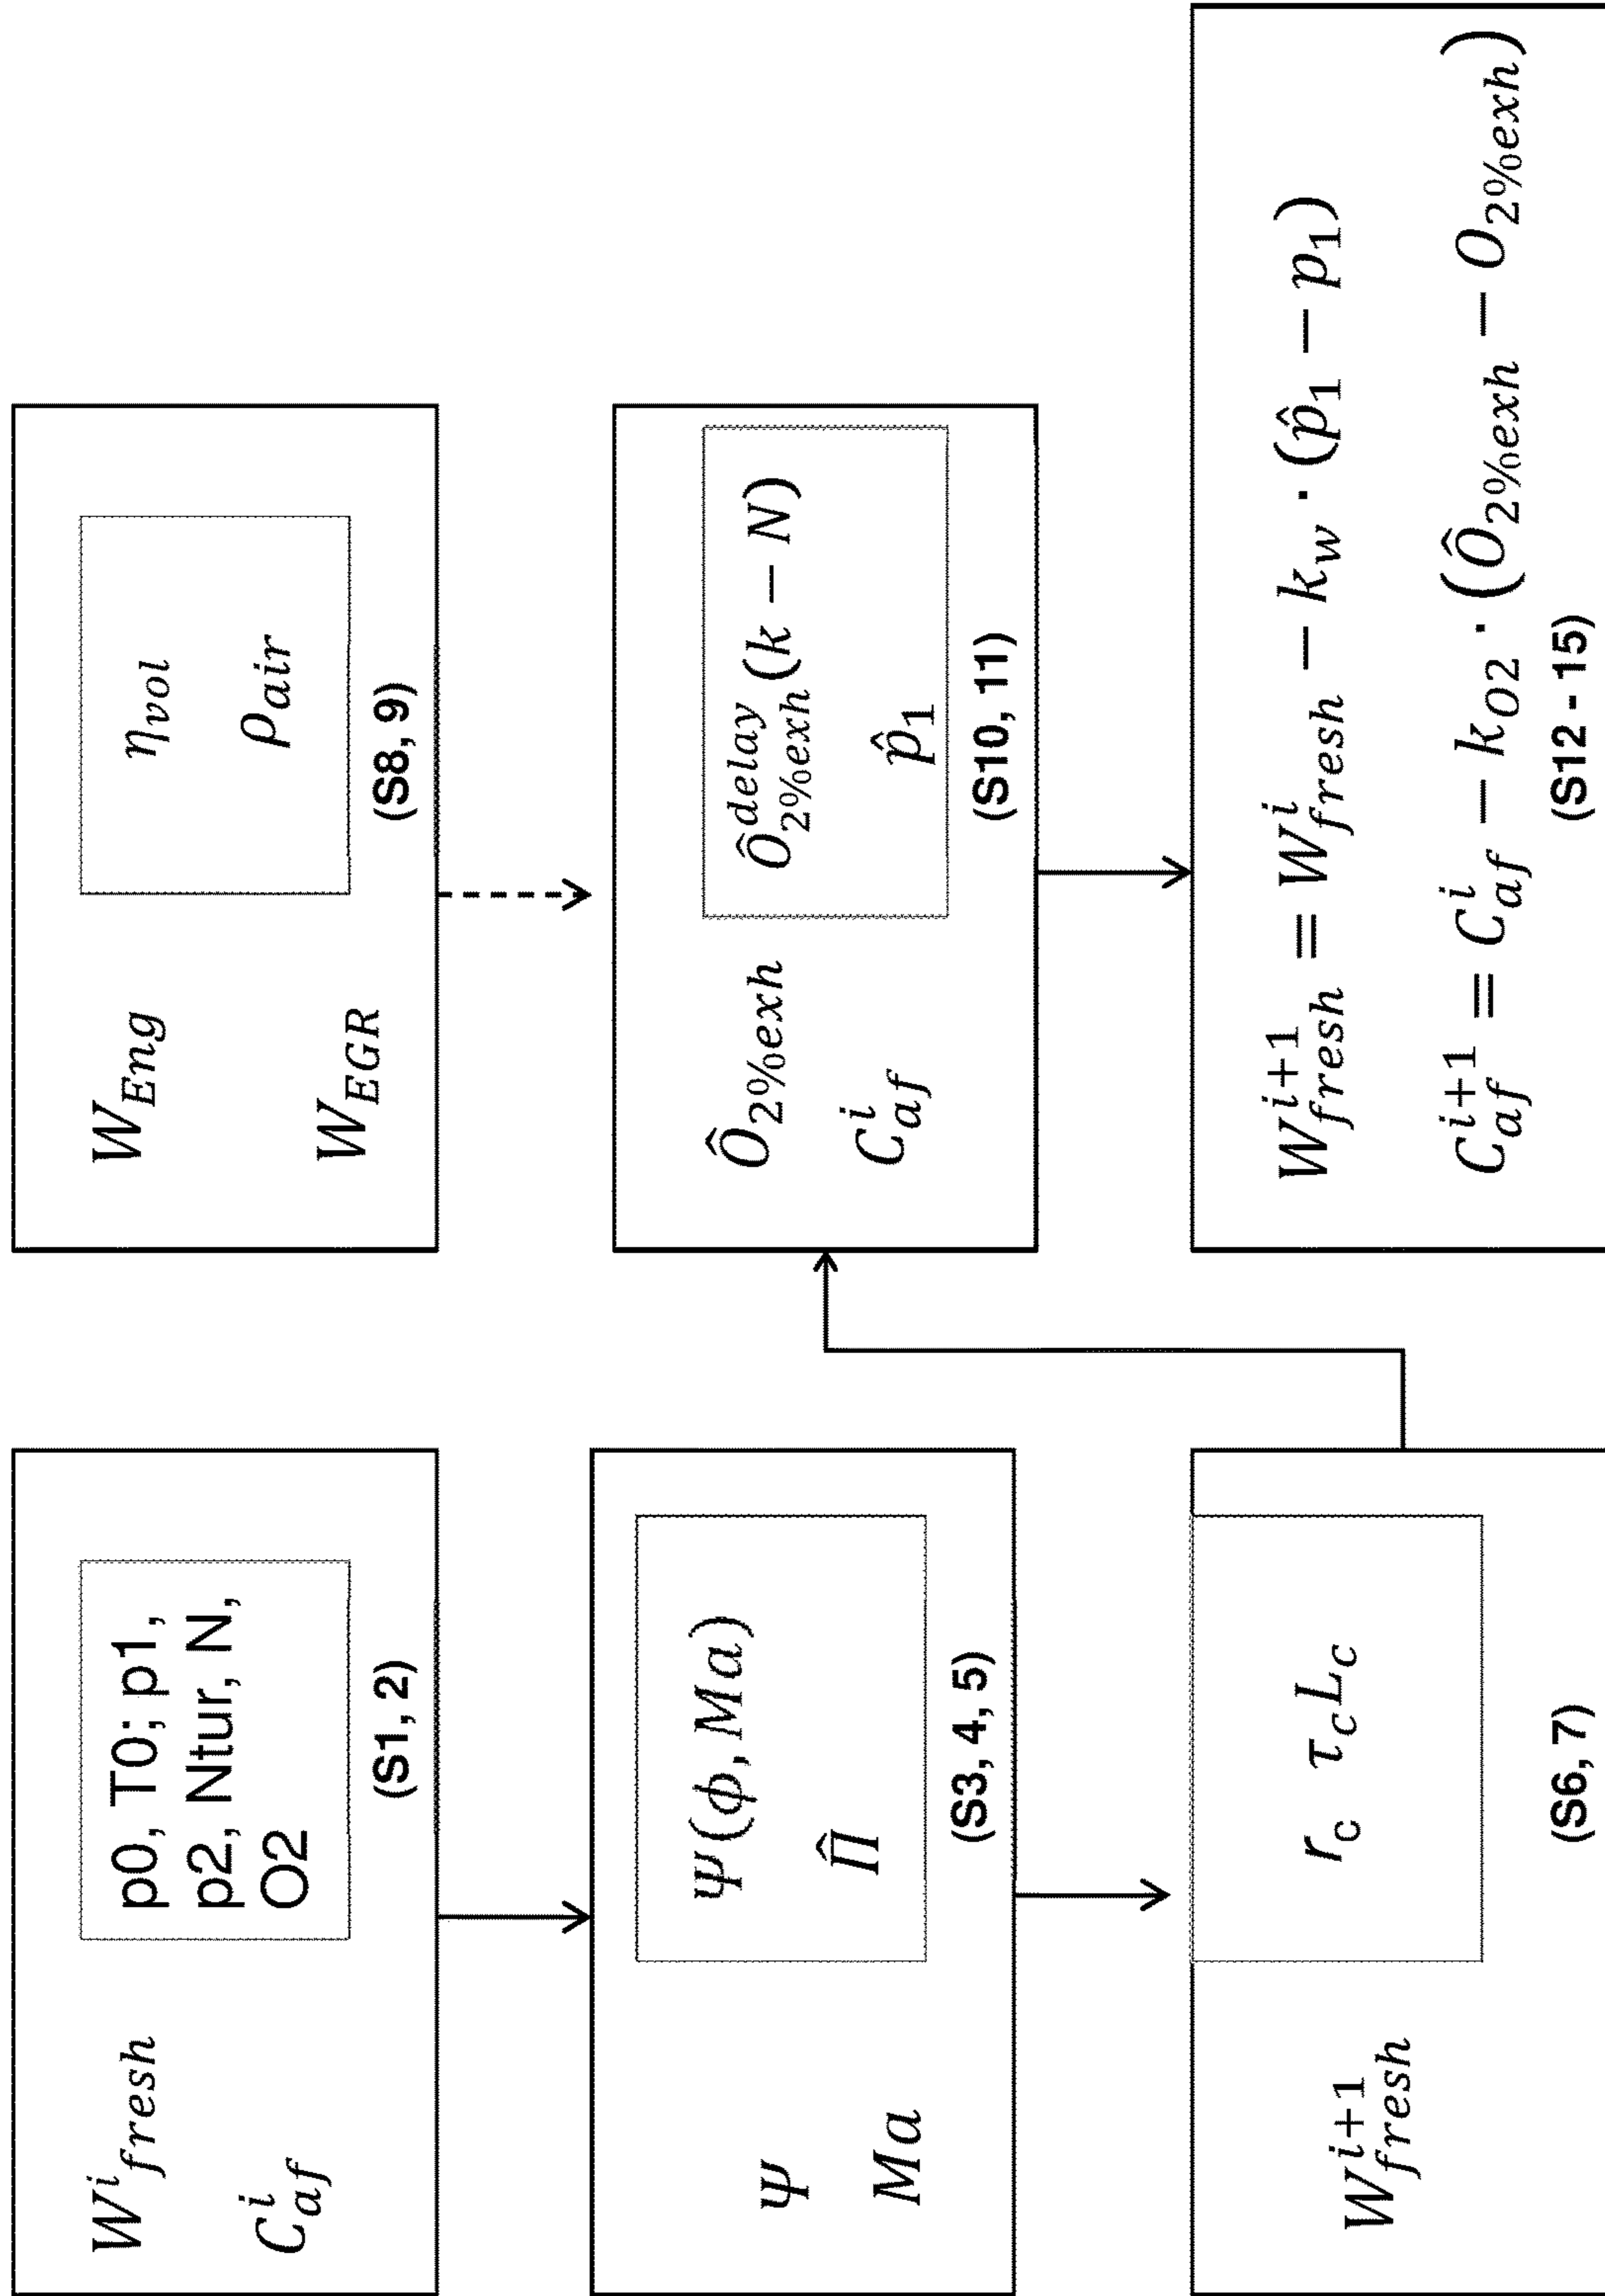 W^i_fresh
C^i_af
p0, T0; p1,
p2, Ntur, N,
O2
(S1, 2)
Ψ
Ma
Ψ(ϕ, Ma)
Π̂
(S3, 4, 5)
W^{i+1}_fresh
r_c τ_c L_c
(S6, 7)
W_Eng
W_EGR
η_vol
ρ_air
(S8, 9)
Ô_2%exh
C^i_af
Ô^delay_2%exh(k − N)
p̂_1
(S10, 11)
W^{i+1}_fresh = W^i_fresh − k_w · (p̂_1 − p_1)
C^{i+1}_af = C^i_af − k_O2 · (Ô_2%exh − O_2%exh)
(S12 - 15)